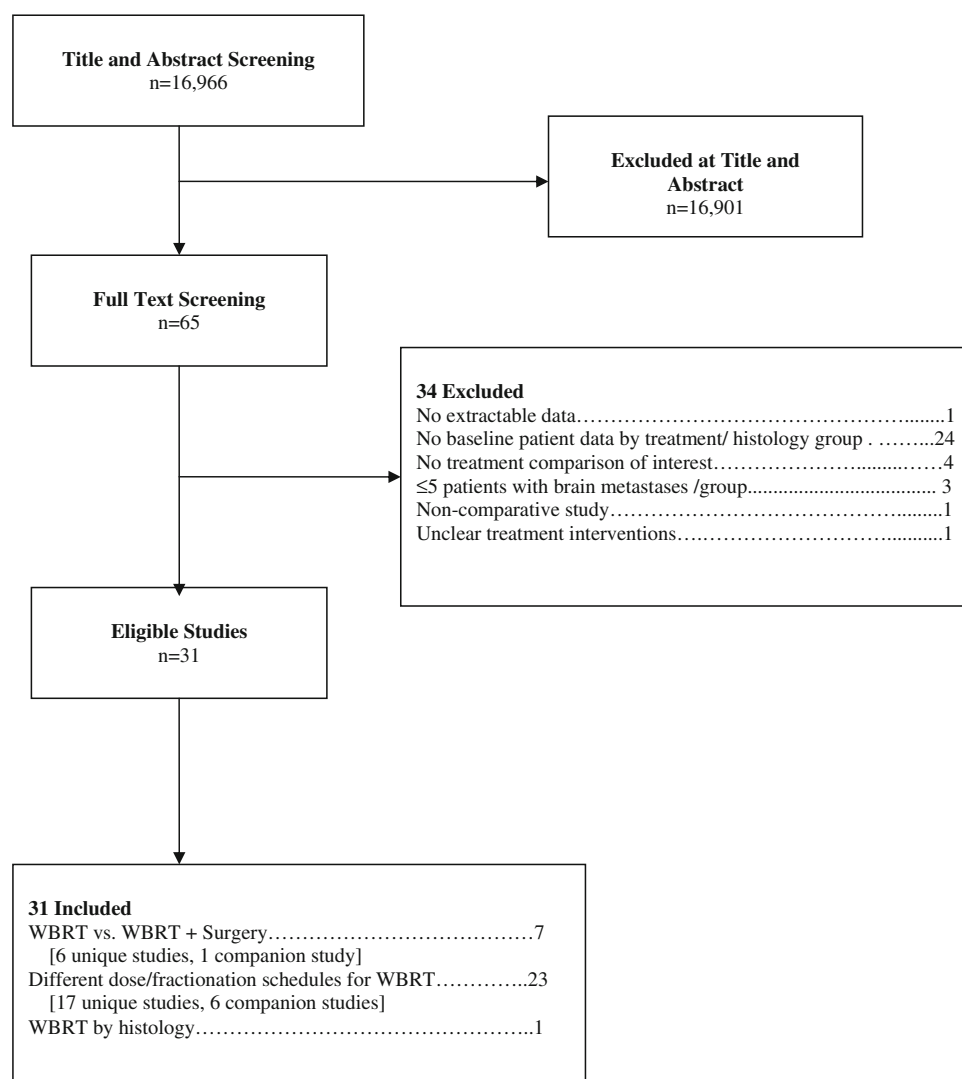 Title and Abstract Screening
n=16,966
Excluded at Title and
Abstract
n=16,901
Full Text Screening
n=65
34 Excluded
No extractable data……………………………………….........1
No baseline patient data by treatment/ histology group . …....24
No treatment comparison of interest…………………..........……4
≤5 patients with brain metastases /group................................... 3
Non-comparative study……………………………………..........1
Unclear treatment interventions….………………………...........1
Eligible Studies
n=31
31 Included
WBRT vs. WBRT + Surgery…………………………………7
[6 unique studies, 1 companion study]
Different dose/fractionation schedules for WBRT…………..23
[17 unique studies, 6 companion studies]
WBRT by histology…………………………………………..1